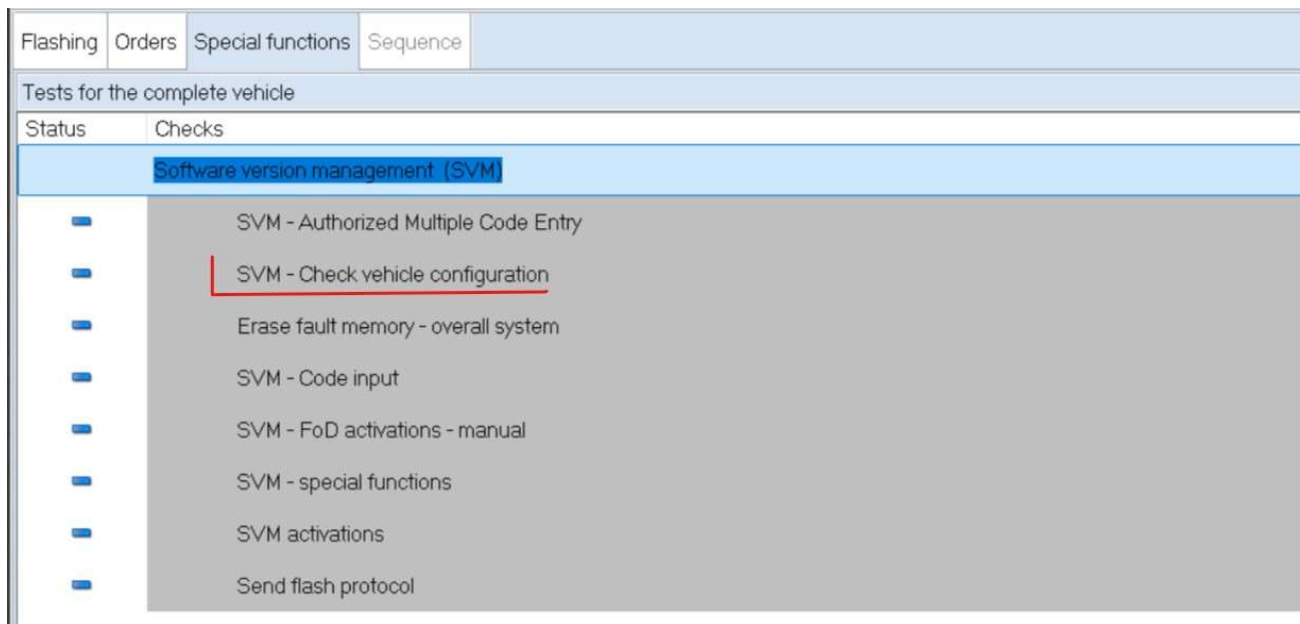 Flashing Orders Special functions Sequence
Tests for the complete vehicle
Status Checks
Software version management (SVM)
SVM - Authorized Multiple Code Entry
SVM - Check vehicle configuration
Erase fault memory - overall system
SVM - Code input
SVM - FoD activations - manual
SVM - special functions
SVM activations
Send flash protocol